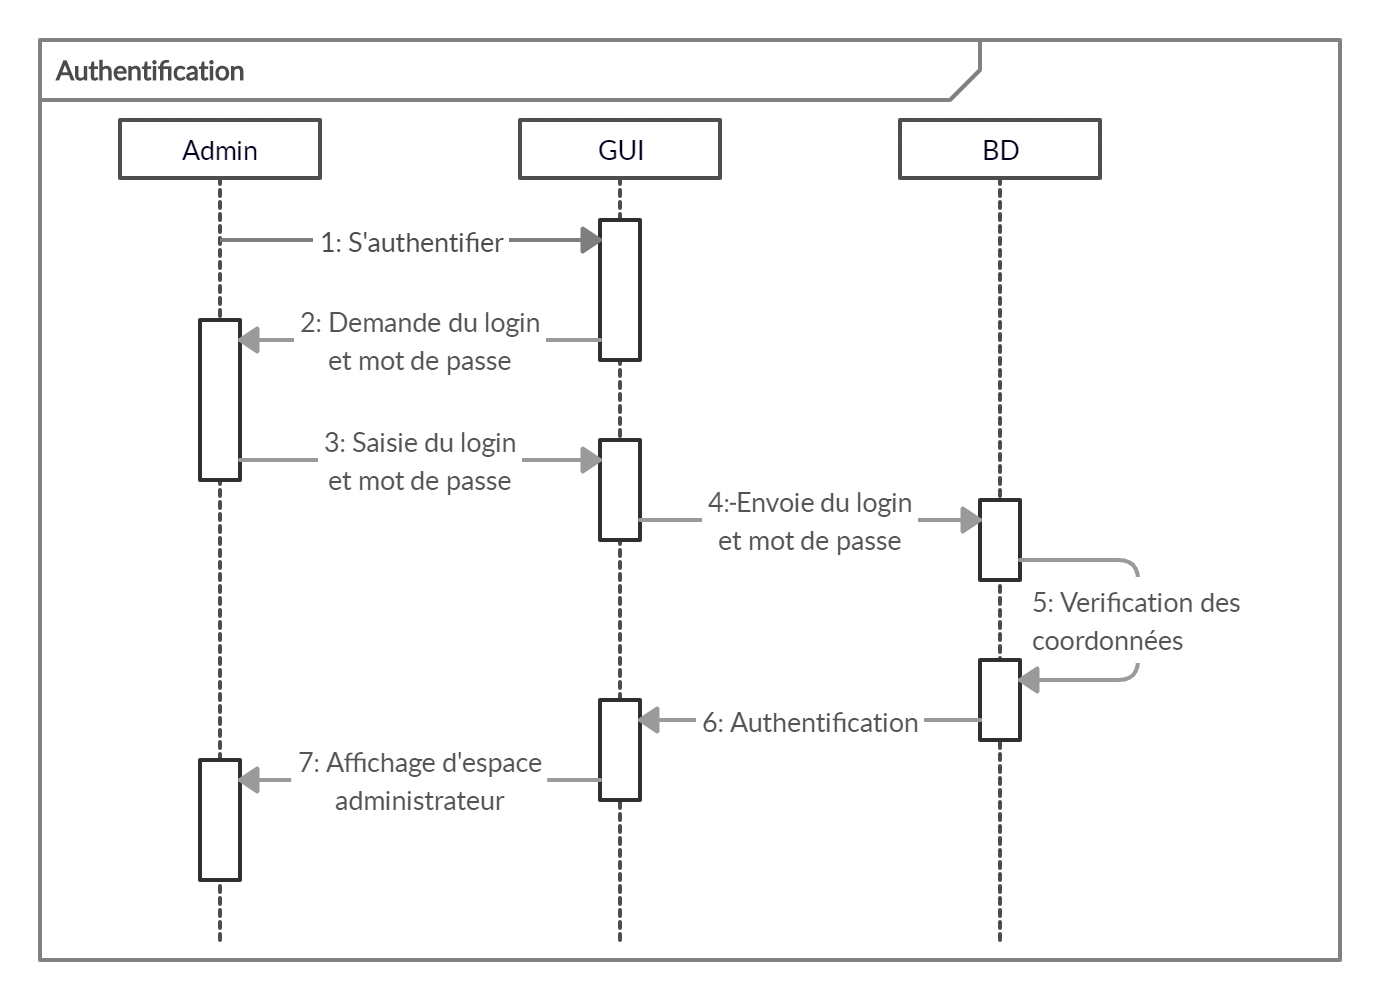 Authentification
Admin
GUI
BD
1: S'authentifier
2: Demande du login
et mot de passe
3: Saisie du login
et mot de passe
4:-Envoie du login
et mot de passe
5: Verification des
coordonnées
6: Authentification
7: Affichage d'espace
administrateur